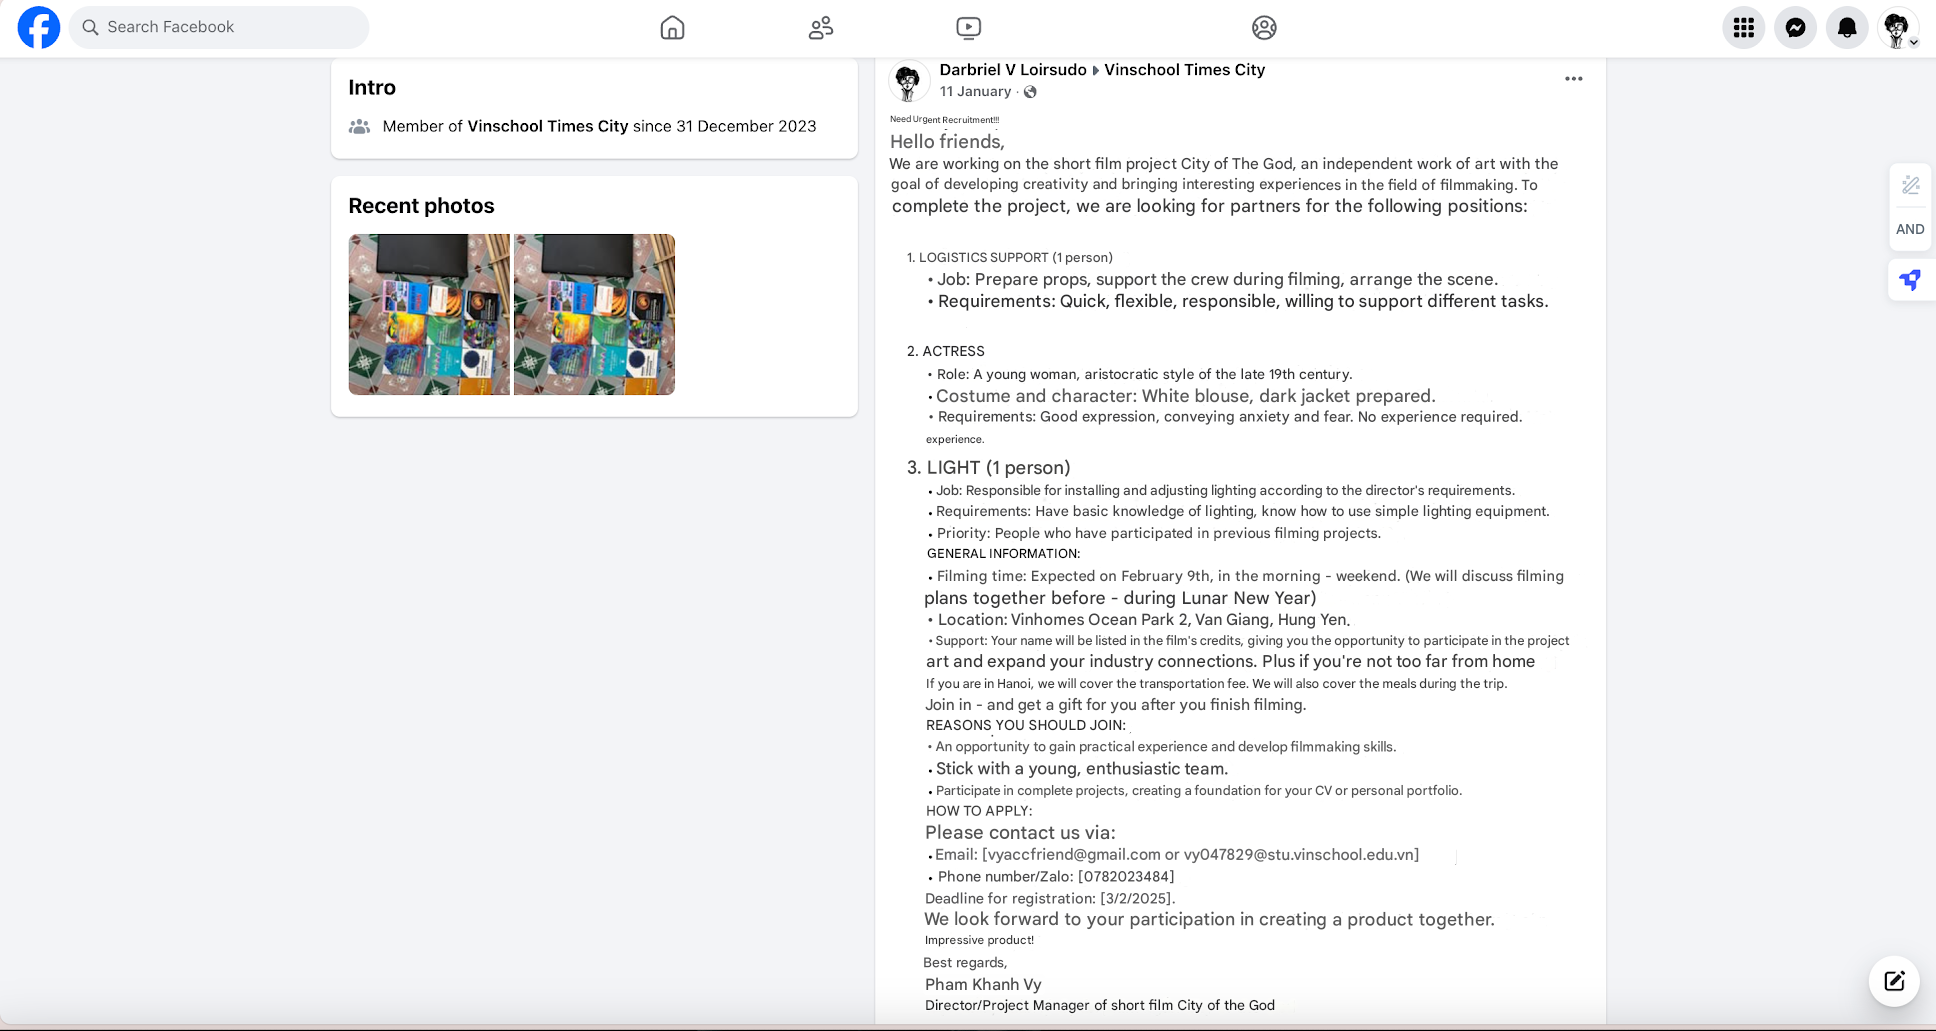 Search Facebook
Intro
Member of Vinschool Times City since 31 December 2023
Recent photos
Darbriel V Loirsudo Vinschool Times City
11 January ·
Need Urgent Recruitment!!!
Hello friends,
We are working on the short film project City of The God, an independent work of art with the
goal of developing creativity and bringing interesting experiences in the field of filmmaking. To
complete the project, we are looking for partners for the following positions:
1. LOGISTICS SUPPORT (1 person)
• Job: Prepare props, support the crew during filming, arrange the scene.
• Requirements: Quick, flexible, responsible, willing to support different tasks.
2. ACTRESS
• Role: A young woman, aristocratic style of the late 19th century.
• Costume and character: White blouse, dark jacket prepared.
• Requirements: Good expression, conveying anxiety and fear. No experience required.
experience.
3. LIGHT (1 person)
• Job: Responsible for installing and adjusting lighting according to the director's requirements.
• Requirements: Have basic knowledge of lighting, know how to use simple lighting equipment.
• Priority: People who have participated in previous filming projects.
GENERAL INFORMATION:
• Filming time: Expected on February 9th, in the morning - weekend. (We will discuss filming
plans together before - during Lunar New Year)
• Location: Vinhomes Ocean Park 2, Van Giang, Hung Yen.
• Support: Your name will be listed in the film's credits, giving you the opportunity to participate in the project
art and expand your industry connections. Plus if you're not too far from home
If you are in Hanoi, we will cover the transportation fee. We will also cover the meals during the trip.
Join in - and get a gift for you after you finish filming.
REASONS YOU SHOULD JOIN:
• An opportunity to gain practical experience and develop filmmaking skills.
• Stick with a young, enthusiastic team.
• Participate in complete projects, creating a foundation for your CV or personal portfolio.
HOW TO APPLY:
Please contact us via:
• Email: [vyaccfriend@gmail.com or vy047829@stu.vinschool.edu.vn]
• Phone number/Zalo: [0782023484]
Deadline for registration: [3/2/2025].
We look forward to your participation in creating a product together.
Impressive product!
Best regards,
Pham Khanh Vy
Director/Project Manager of short film City of the God
AND